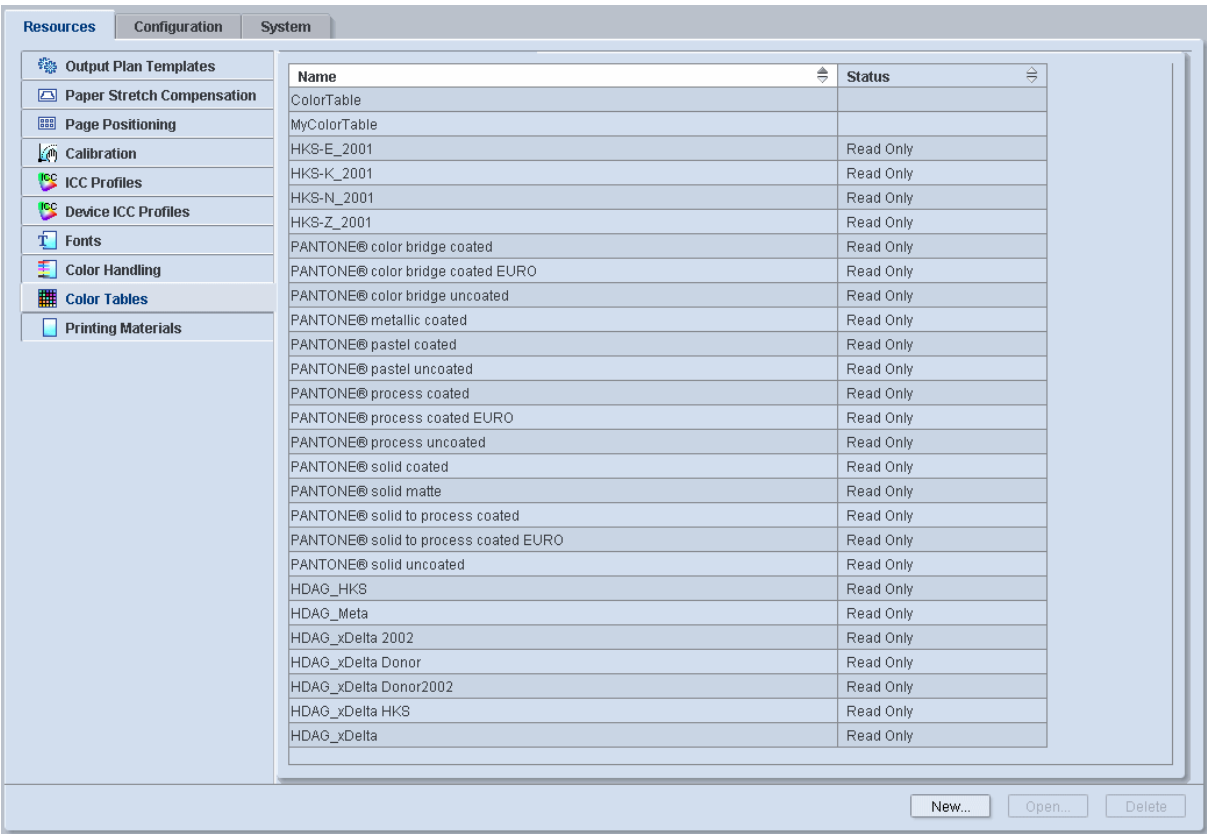 Resources Configuration System
Output Plan Templates
Paper Stretch Compensation
Page Positioning
Calibration
ICC Profiles
Device ICC Profiles
Fonts
Color Handling
Color Tables
Printing Materials
Name Status
ColorTable
MyColorTable
HKS-E_2001 Read Only
HKS-K_2001 Read Only
HKS-N_2001 Read Only
HKS-Z_2001 Read Only
PANTONE® color bridge coated Read Only
PANTONE® color bridge coated EURO Read Only
PANTONE® color bridge uncoated Read Only
PANTONE® metallic coated Read Only
PANTONE® pastel coated Read Only
PANTONE® pastel uncoated Read Only
PANTONE® process coated Read Only
PANTONE® process coated EURO Read Only
PANTONE® process uncoated Read Only
PANTONE® solid coated Read Only
PANTONE® solid matte Read Only
PANTONE® solid to process coated Read Only
PANTONE® solid to process coated EURO Read Only
PANTONE® solid uncoated Read Only
HDAG_HKS Read Only
HDAG_Meta Read Only
HDAG_xDelta 2002 Read Only
HDAG_xDelta Donor Read Only
HDAG_xDelta Donor2002 Read Only
HDAG_xDelta HKS Read Only
HDAG_xDelta Read Only
New... Open... Delete